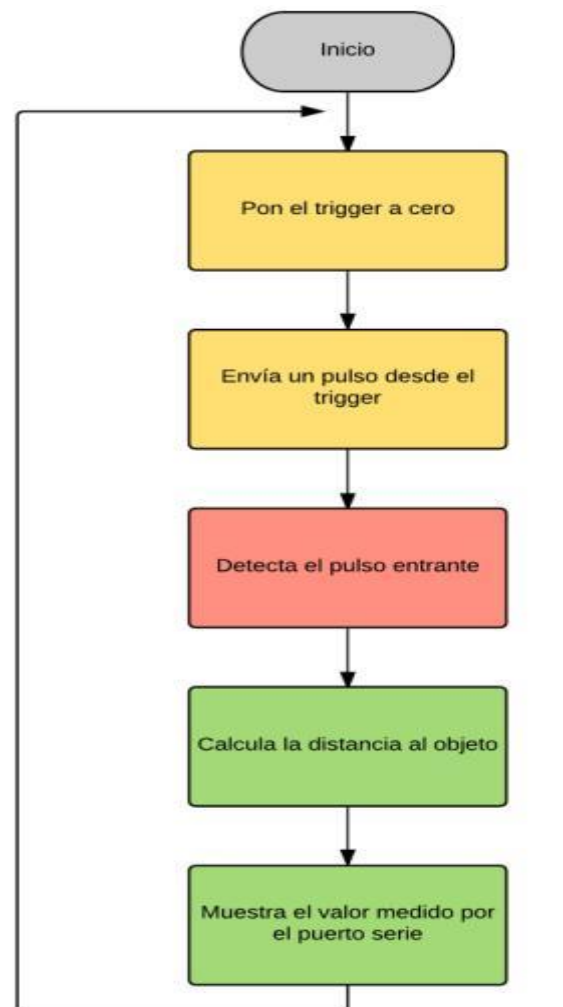 Inicio
Pon el trigger a cero
Envía un pulso desde el
trigger
Detecta el pulso entrante
Calcula la distancia al objeto
Muestra el valor medido por
el puerto serie